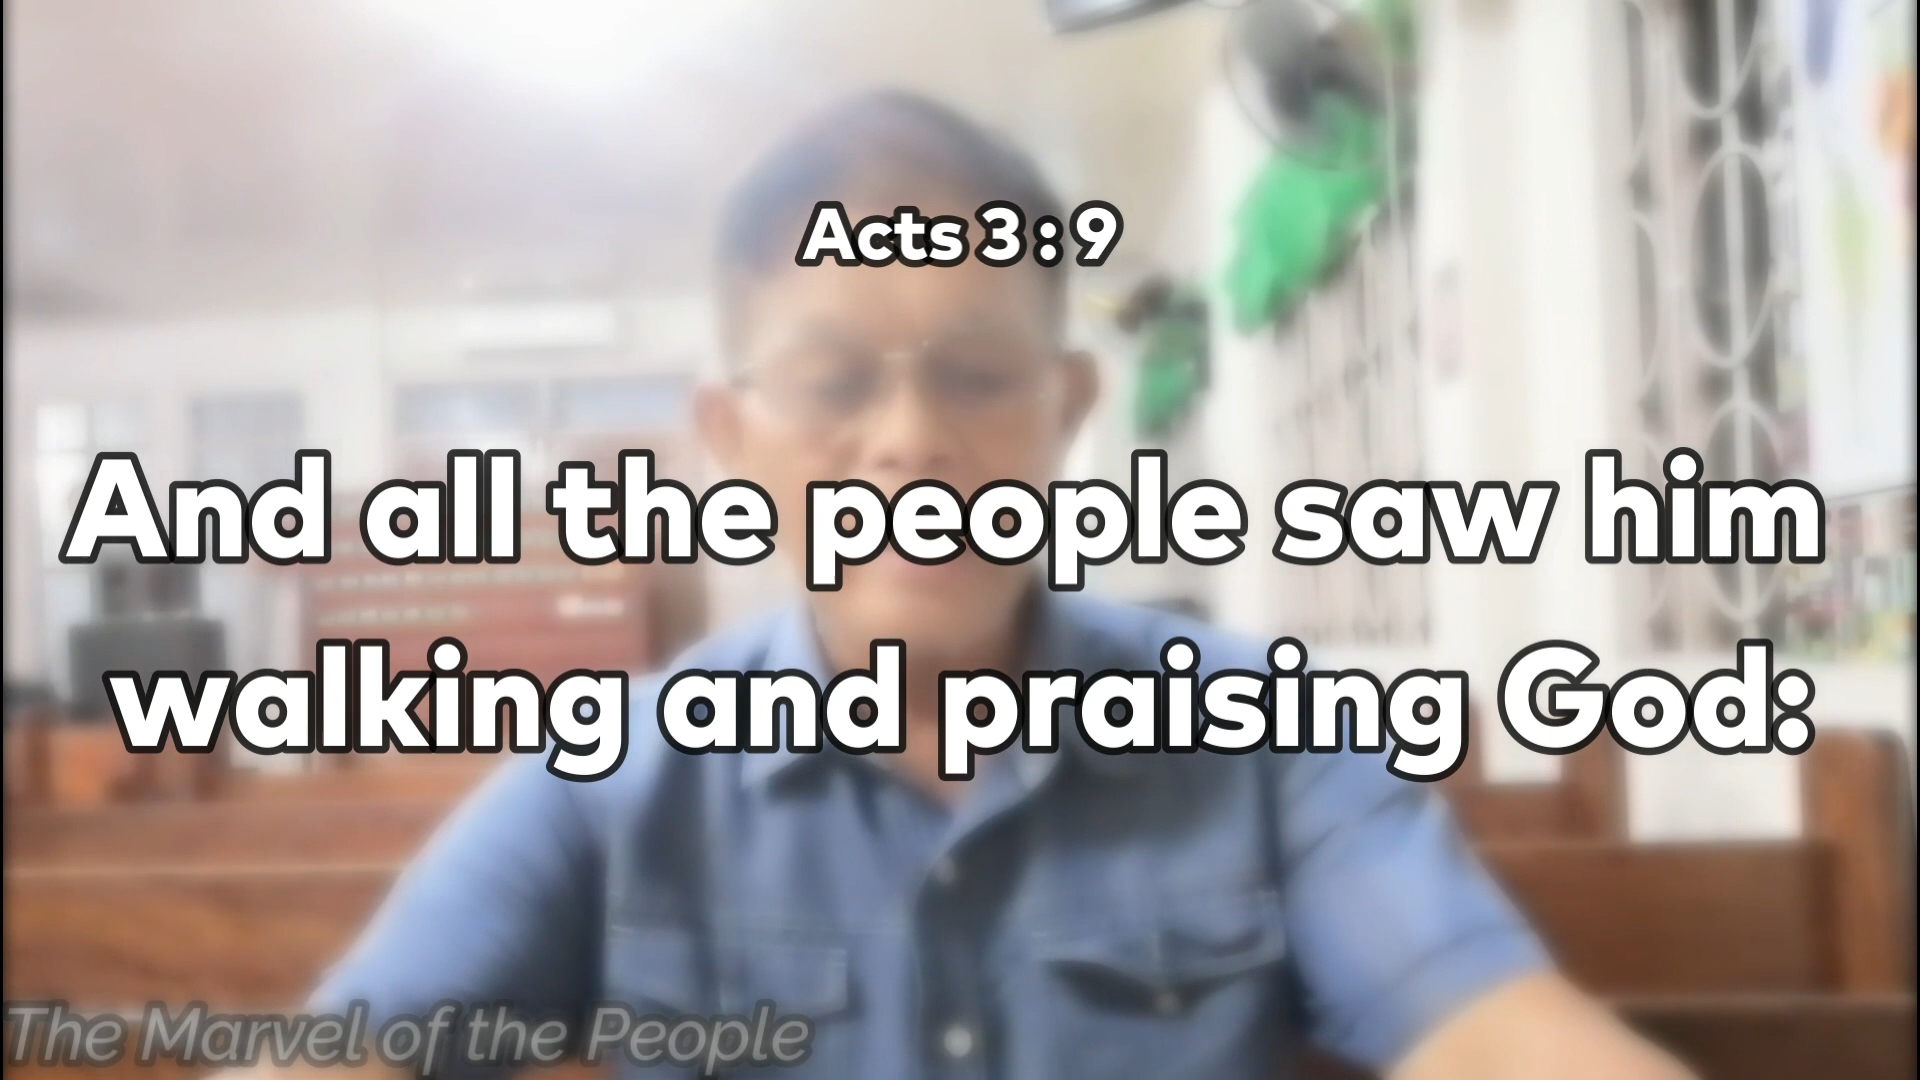 Acts 3:9
And all the people saw him
walking and praising God:
The Marvel of the People